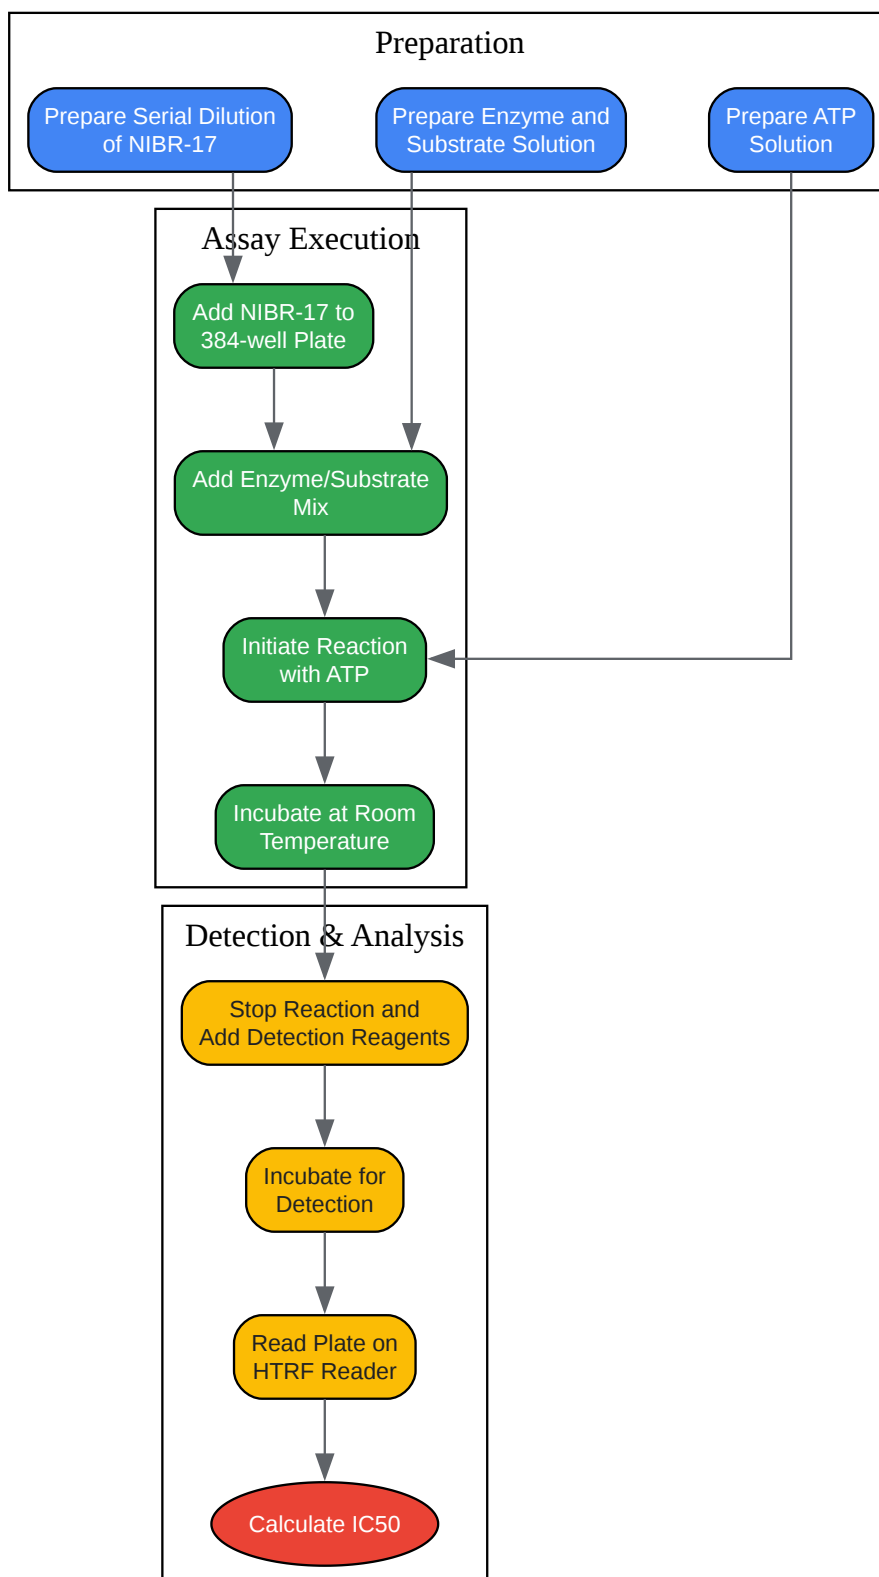 Preparation
Prepare Serial Dilution
of NIBR-17
Prepare Enzyme and
Substrate Solution
Prepare ATP
Solution
Assay Execution
Add NIBR-17 to
384-well Plate
Add Enzyme/Substrate
Mix
Initiate Reaction
with ATP
Incubate at Room
Temperature
Detection & Analysis
Stop Reaction and
Add Detection Reagents
Incubate for
Detection
Read Plate on
HTRF Reader
Calculate IC50